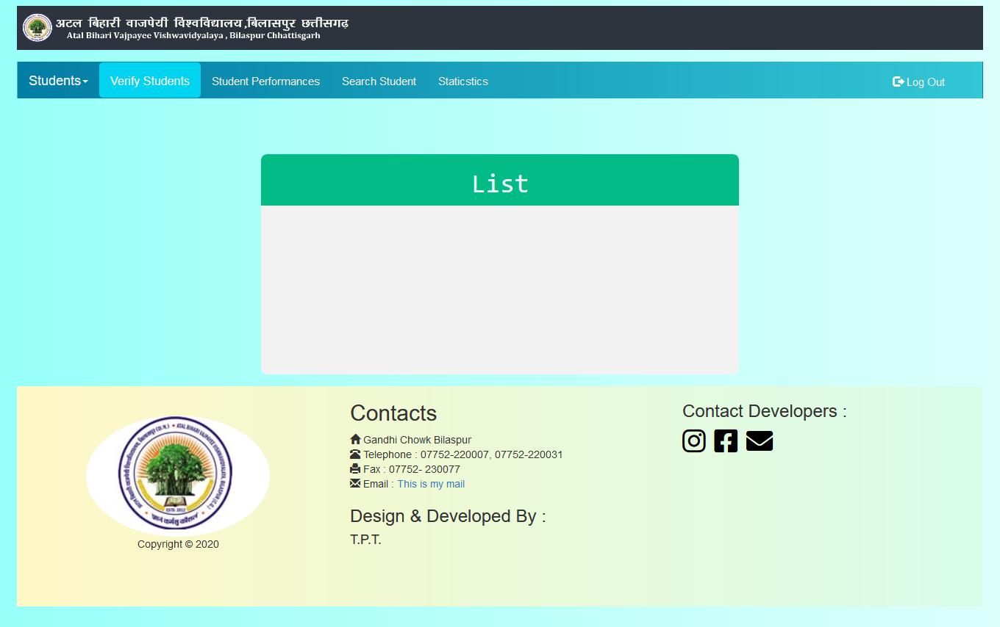 अटल बिहारी वाजपेयी विश्वविद्यालय ,बिलासपुर छत्तीसगढ़
Atal Bihari Vajpayee Vishwavidyalaya , Bilaspur Chhattisgarh
Students
Verify Students
Student Performances
Search Student
Staticstics
Log Out
List
ESTD. 2012
Copyright © 2020
Contacts
Gandhi Chowk Bilaspur
Telephone : 07752-220007, 07752-220031
Fax : 07752- 230077
Email : This is my mail
Design & Developed By :
T.P.T.
Contact Developers :